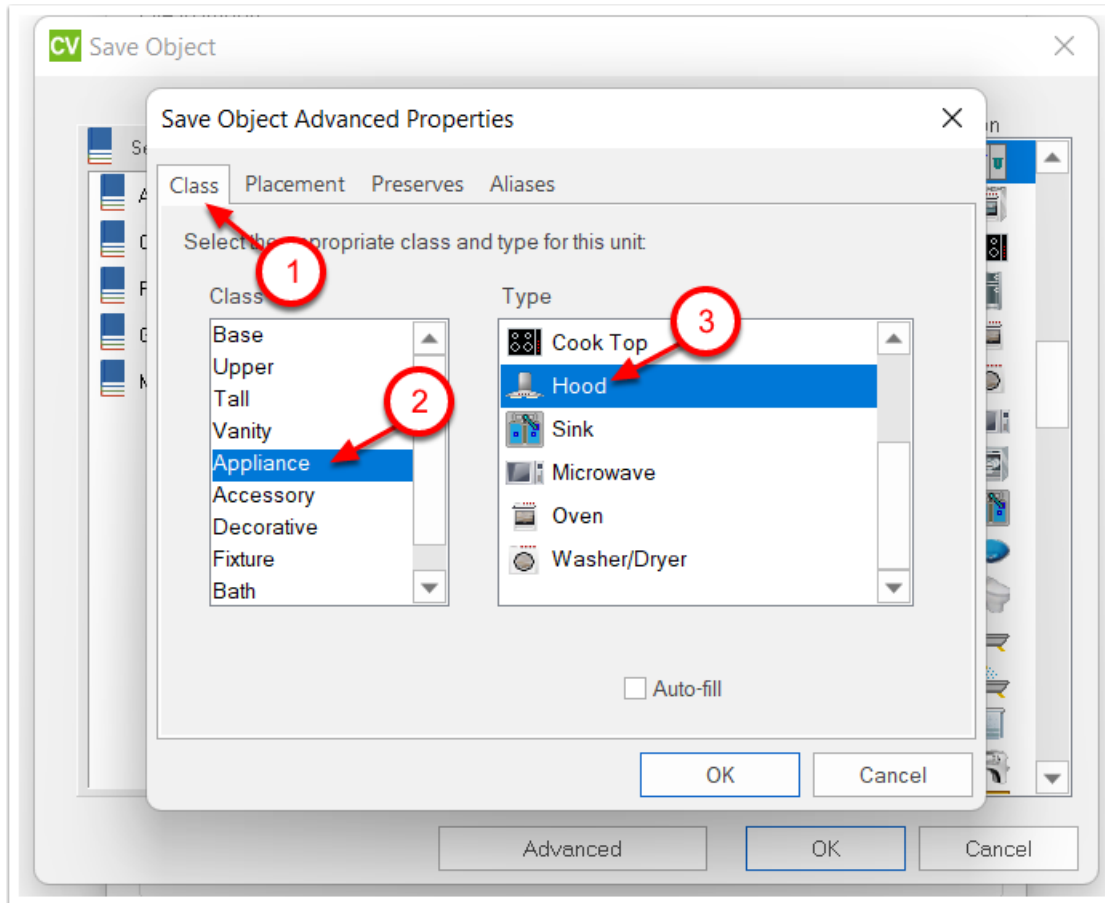 CV Save Object
Save Object Advanced Properties
Class Placement Preserves Aliases
Select the appropriate class and type for this unit:
1
Class
Type
3
Base
Upper
Tall
Vanity
Appliance
Accessory
Decorative
Fixture
Bath
2
Cook Top
Hood
Sink
Microwave
Oven
Washer/Dryer
Auto-fill
OK Cancel
Advanced OK Cancel